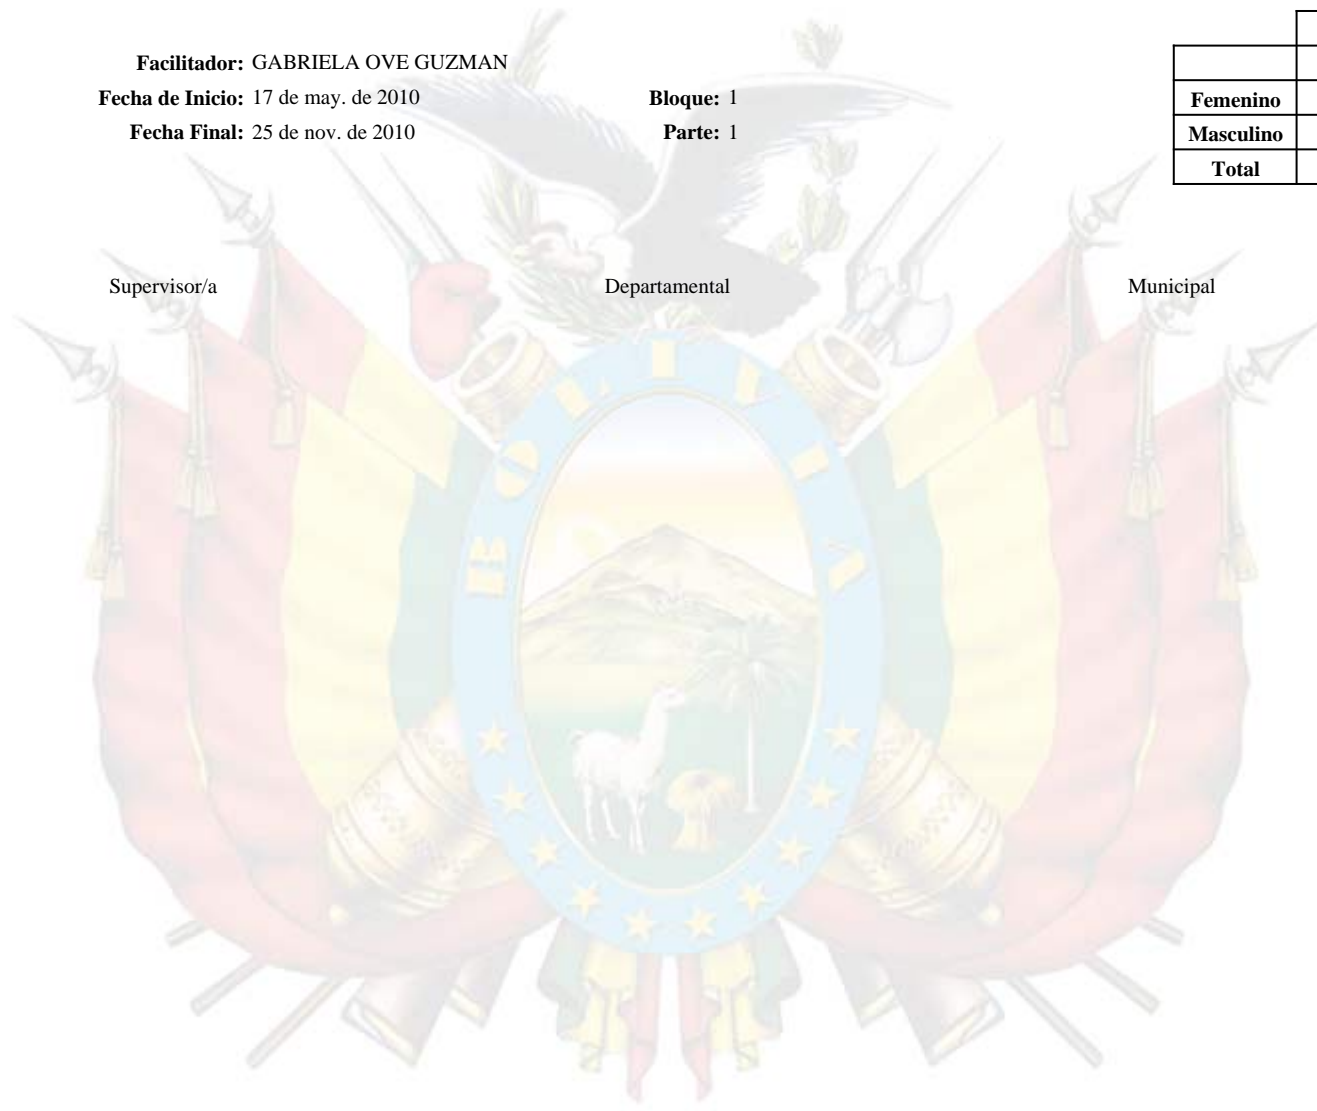 Facilitador: GABRIELA OVE GUZMAN
Fecha de Inicio: 17 de may. de 2010 Bloque: 1
Femenino
Fecha Final: 25 de nov. de 2010 Parte: 1
Masculino
Total
Supervisor/a Departamental Municipal
BOLIVIA